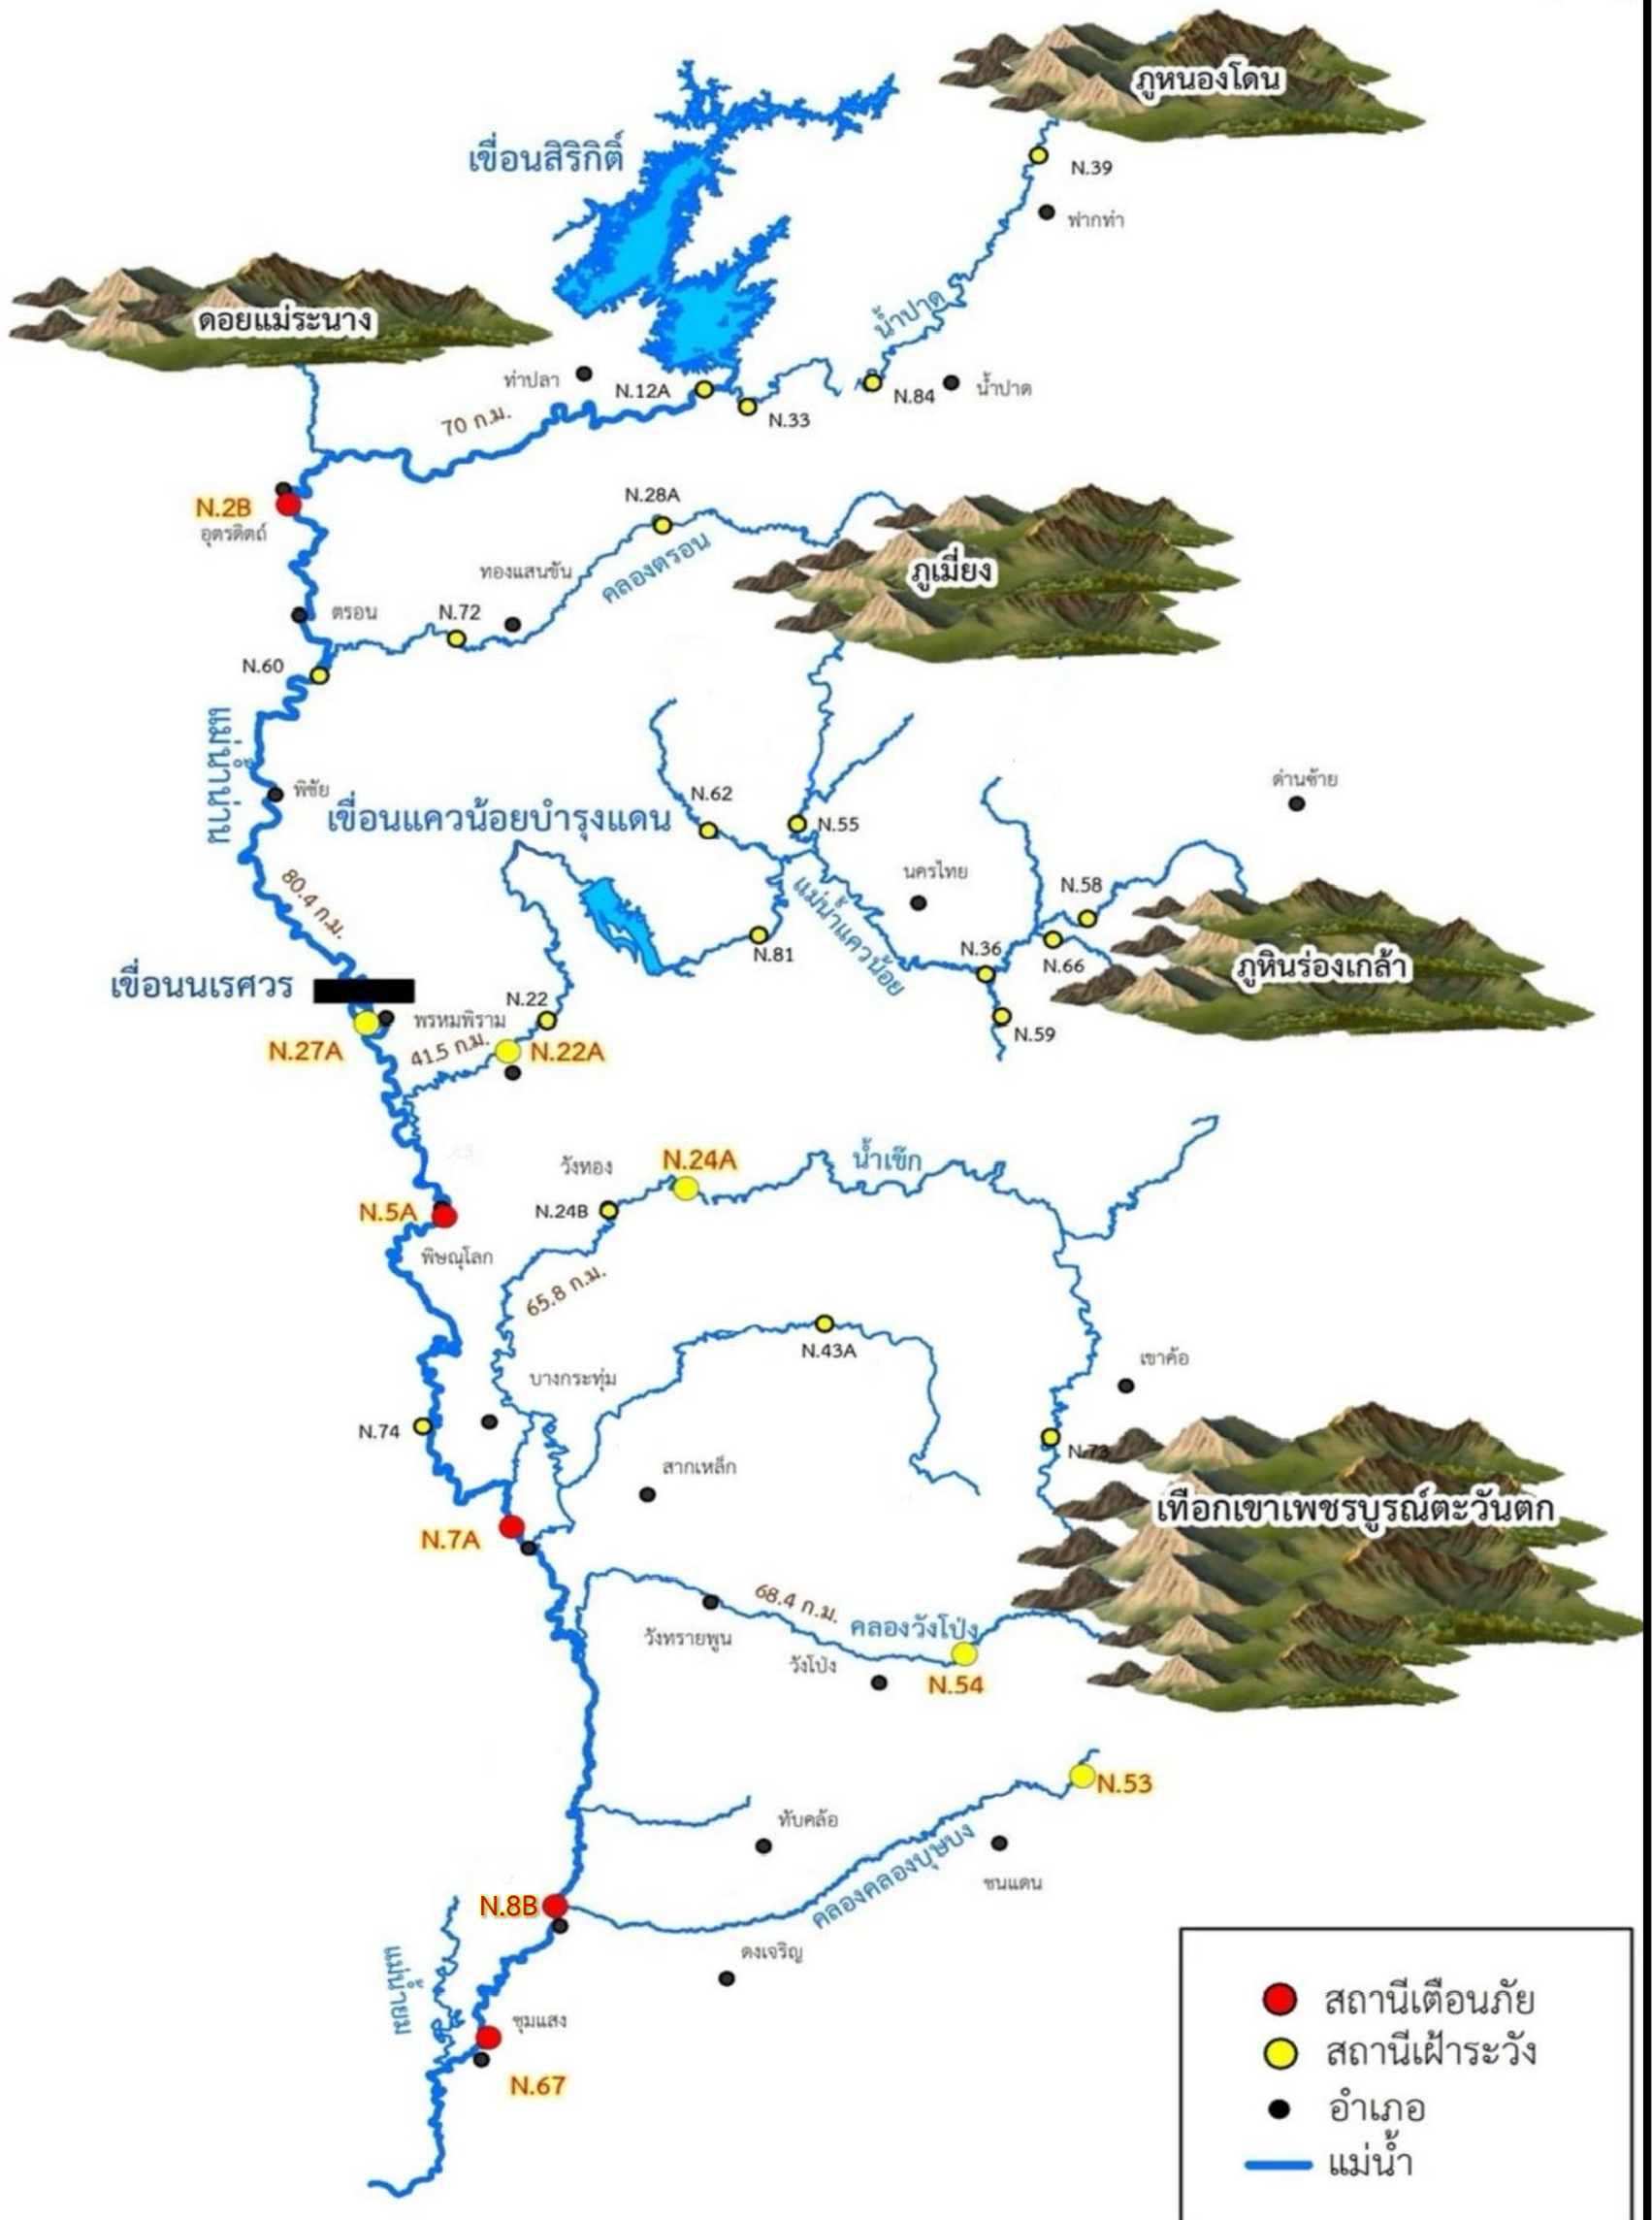 ภูหนองโดน
เขื่อนสิริกิติ์
N.39
ฟากท่า
น้ำปาด
ดอยแม่ระนาง
ท่าปลา
N.12A
N.84
น้ำปาด
70 ก.ม.
N.33
N.28A
N.2B
อุตรดิตถ์
ภูเมี่ยง
คลองตรอน
ทองแสนขัน
ตรอน
N.72
N.60
แม่น้ำน่าน
พิชัย
เขื่อนแควน้อยบำรุงแดน
N.62
N.55
ด่านซ้าย
นครไทย
N.58
80.4 ก.ม.
แม่น้ำแควน้อย
N.81
N.36
N.66
ภูหินร่องเกล้า
เขื่อนนเรศวร
N.22
พรหมพิราม
N.59
N.27A
41.5 ก.ม.
N.22A
วังทอง
N.24A
น้ำเข็ก
N.5A
N.24B
พิษณุโลก
65.8 ก.ม.
N.43A
เขาค้อ
บางกระทุ่ม
N.74
N.73
สากเหล็ก
เทือกเขาเพชรบูรณ์ตะวันตก
N.7A
68.4 ก.ม.
คลองวังโป่ง
วังทรายพูน
วังโป่ง
N.54
N.53
ทับคล้อ
คลองคลองบุษบง
ชนแดน
N.8B
ดงเจริญ
แม่น้ำยม
ชุมแสง
N.67
สถานีเตือนภัย
สถานีเฝ้าระวัง
อำเภอ
แม่น้ำ